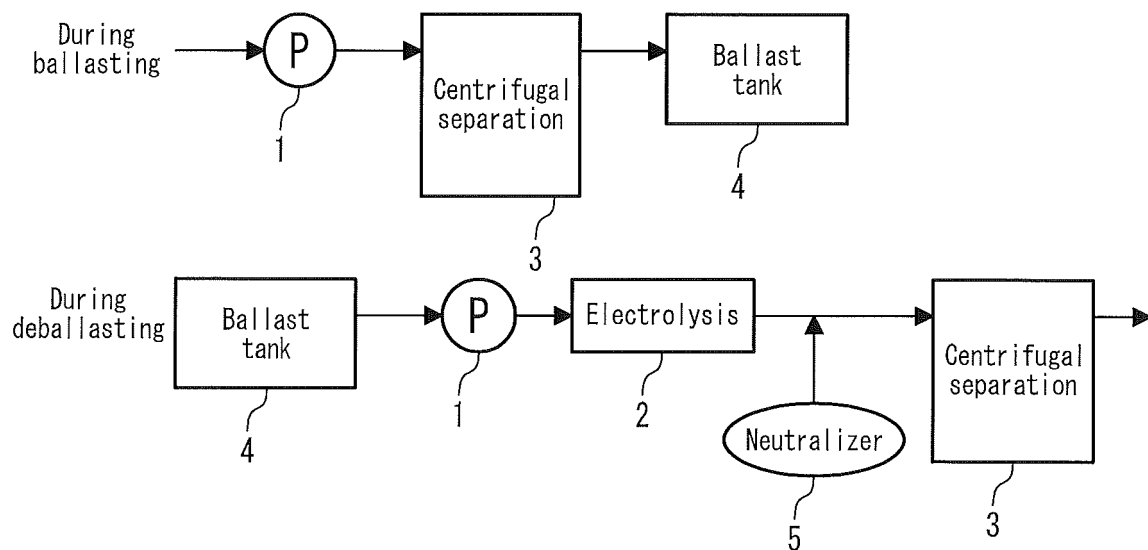 During
ballasting
P
Centrifugal
separation
Ballast
tank
1
3
4
During
deballasting
Ballast
tank
P
Electrolysis
Neutralizer
Centrifugal
separation
4
1
2
5
3